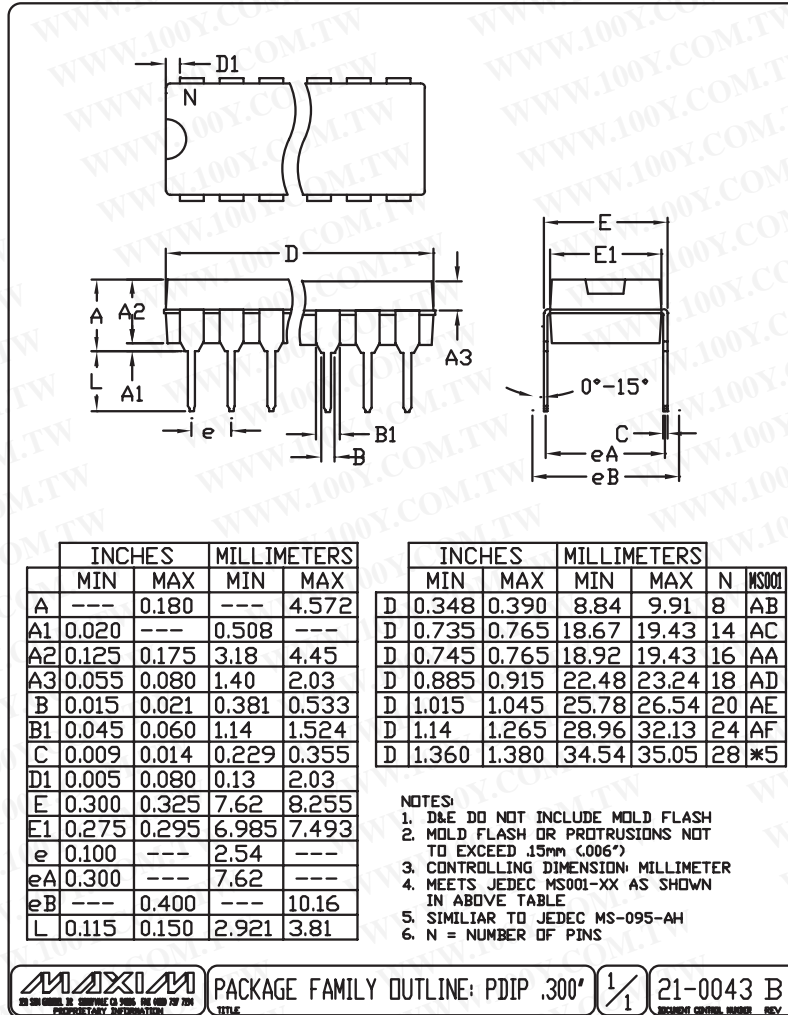 D1
N
D
E
E1
A
A2
A3
L
A1
0°-15°
e
B1
B
C
eA
eB
INCHES MILLIMETERS
MIN MAX MIN MAX
A --- 0.180 --- 4.572
A1 0.020 --- 0.508 ---
A2 0.125 0.175 3.18 4.45
A3 0.055 0.080 1.40 2.03
B 0.015 0.021 0.381 0.533
B1 0.045 0.060 1.14 1.524
C 0.009 0.014 0.229 0.355
D1 0.005 0.080 0.13 2.03
E 0.300 0.325 7.62 8.255
E1 0.275 0.295 6.985 7.493
e 0.100 --- 2.54 ---
eA 0.300 --- 7.62 ---
eB --- 0.400 --- 10.16
L 0.115 0.150 2.921 3.81
INCHES MILLIMETERS
MIN MAX MIN MAX N MS001
D 0.348 0.390 8.84 9.91 8 AB
D 0.735 0.765 18.67 19.43 14 AC
D 0.745 0.765 18.92 19.43 16 AA
D 0.885 0.915 22.48 23.24 18 AD
D 1.015 1.045 25.78 26.54 20 AE
D 1.14 1.265 28.96 32.13 24 AF
D 1.360 1.380 34.54 35.05 28 *5
NOTES:
1. D&E DO NOT INCLUDE MOLD FLASH
2. MOLD FLASH OR PROTRUSIONS NOT
TO EXCEED .15mm (.006")
3. CONTROLLING DIMENSION: MILLIMETER
4. MEETS JEDEC MS001-XX AS SHOWN
IN ABOVE TABLE
5. SIMILIAR TO JEDEC MS-095-AH
6. N = NUMBER OF PINS
MAXIM
PROPRIETARY INFORMATION
PACKAGE FAMILY OUTLINE: PDIP .300"
TITLE
1/1
21-0043 B
DOCUMENT CONTROL NUMBER REV
WWW.100Y.COM.TW